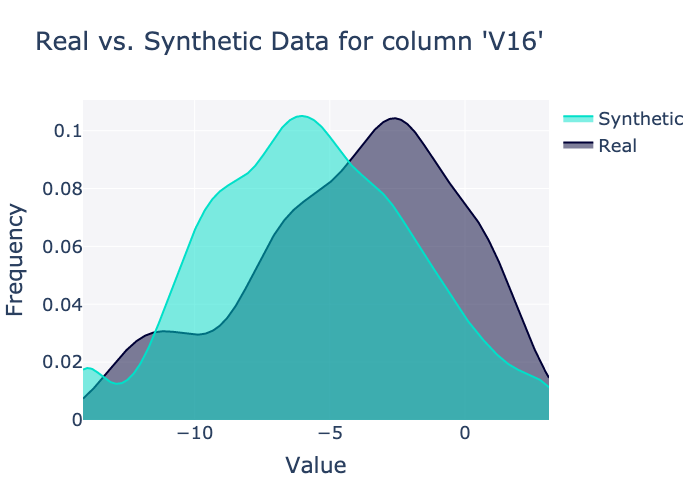 Real vs. Synthetic Data for column 'V16'
Synthetic
Real
0.1
0.08
0.06
0.04
0.02
0
−10
−5
0
Frequency
Value